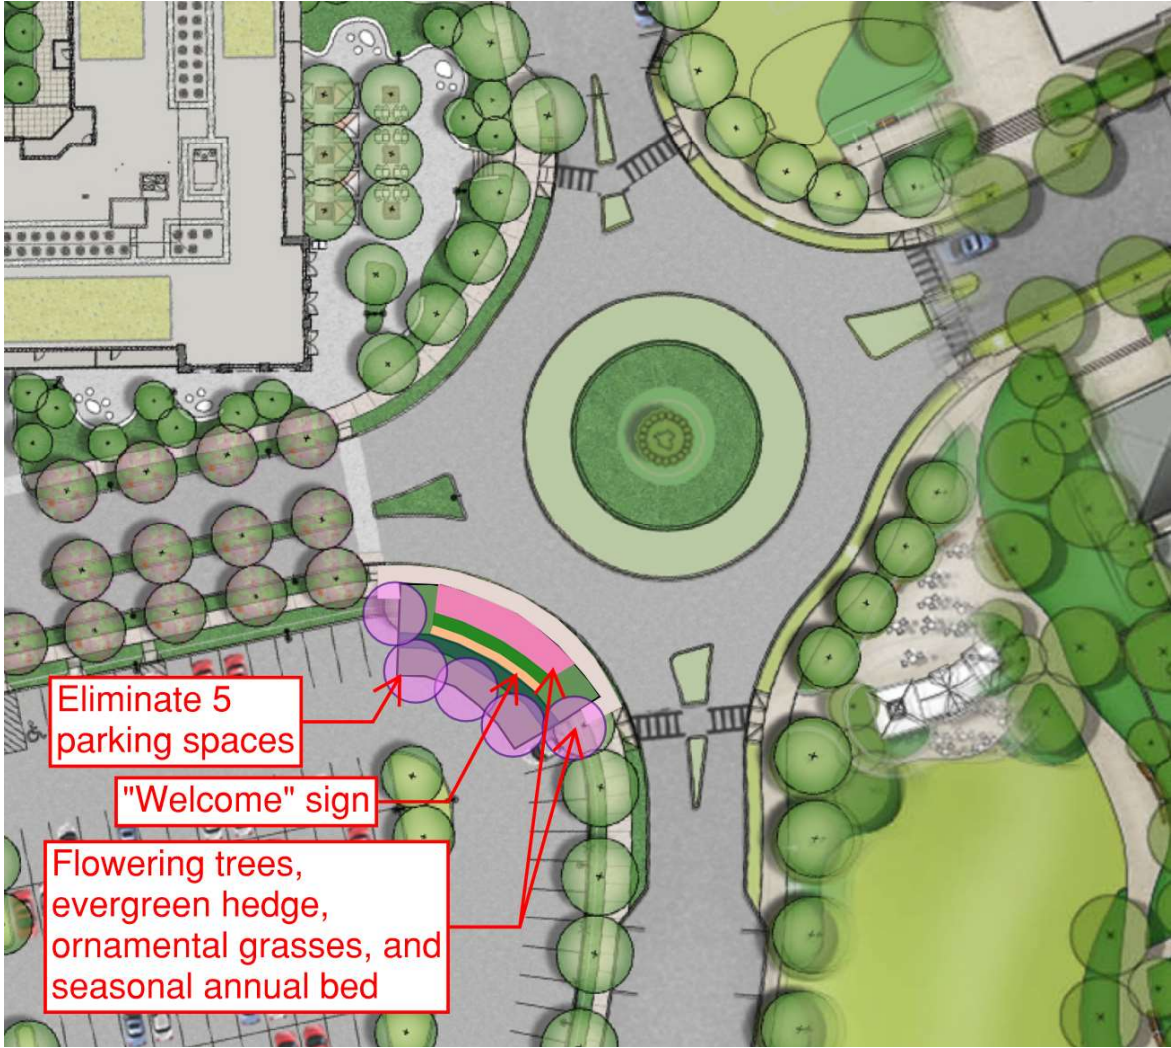 Eliminate 5
parking spaces
"Welcome" sign
Flowering trees,
evergreen hedge,
ornamental grasses, and
seasonal annual bed